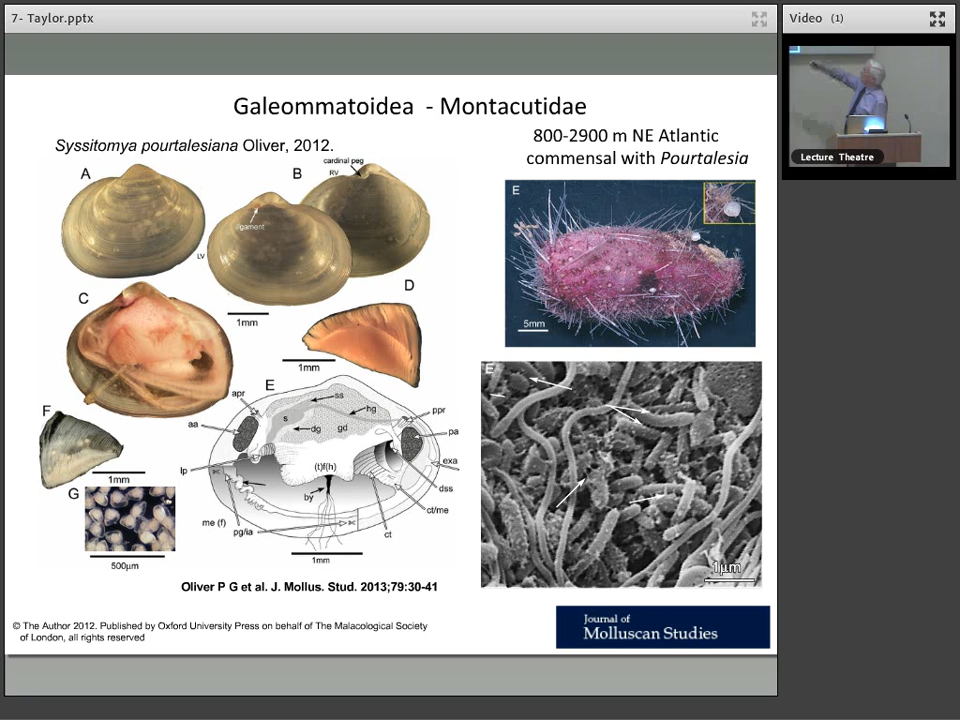 7- Taylor.pptx
Video (1)
Lecture Theatre
Galeommatoidea - Montacutidae
Syssitomya pourtalesiana Oliver, 2012.
800-2900 m NE Atlantic
commensal with Pourtalesia
A
B
cardinal peg
RV
gament
LV
1mm
C
D
1mm
E
5mm
E
apr
aa
ss
hg
s
dg
gd
ppr
pa
lp
(t)f(h)
exa
dss
by
ct/me
me (f)
pg/ia
ct
1mm
F
1mm
G
500µm
E
1µm
Oliver P G et al. J. Mollus. Stud. 2013;79:30-41
© The Author 2012. Published by Oxford University Press on behalf of The Malacological Society
of London, all rights reserved
Journal of
Molluscan Studies